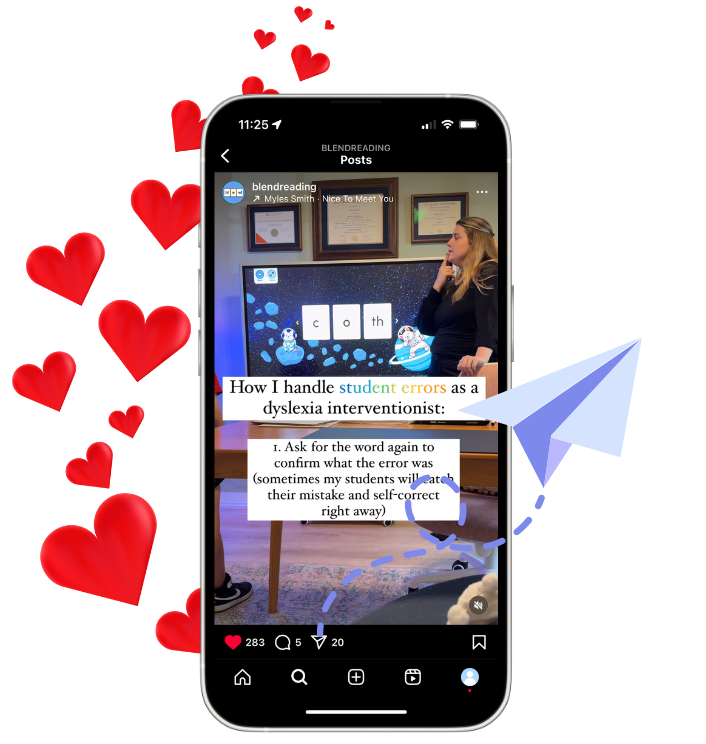 11:25
BLENDREADING
Posts
blendreading
Myles Smith · Nice To Meet You
c o th
How I handle student errors as a
dyslexia interventionist:
1. Ask for the word again to
confirm what the error was
(sometimes my students will catch
their mistake and self-correct
right away)
283 5 20